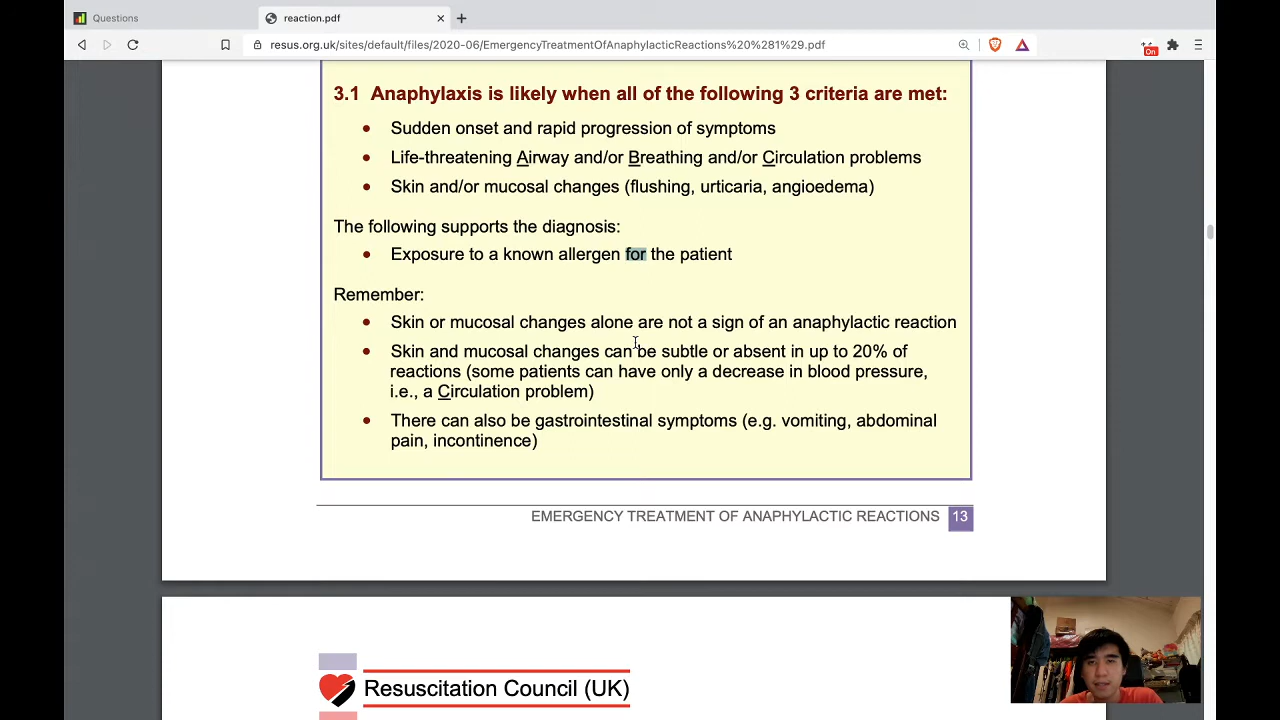 Questions
reaction.pdf
resus.org.uk/sites/default/files/2020-06/EmergencyTreatmentOfAnaphylacticReactions%20%281%29.pdf
On
3.1 Anaphylaxis is likely when all of the following 3 criteria are met:
• Sudden onset and rapid progression of symptoms
• Life-threatening Airway and/or Breathing and/or Circulation problems
• Skin and/or mucosal changes (flushing, urticaria, angioedema)
The following supports the diagnosis:
• Exposure to a known allergen for the patient
Remember:
• Skin or mucosal changes alone are not a sign of an anaphylactic reaction
• Skin and mucosal changes can be subtle or absent in up to 20% of
reactions (some patients can have only a decrease in blood pressure,
i.e., a Circulation problem)
• There can also be gastrointestinal symptoms (e.g. vomiting, abdominal
pain, incontinence)
EMERGENCY TREATMENT OF ANAPHYLACTIC REACTIONS 13
Resuscitation Council (UK)